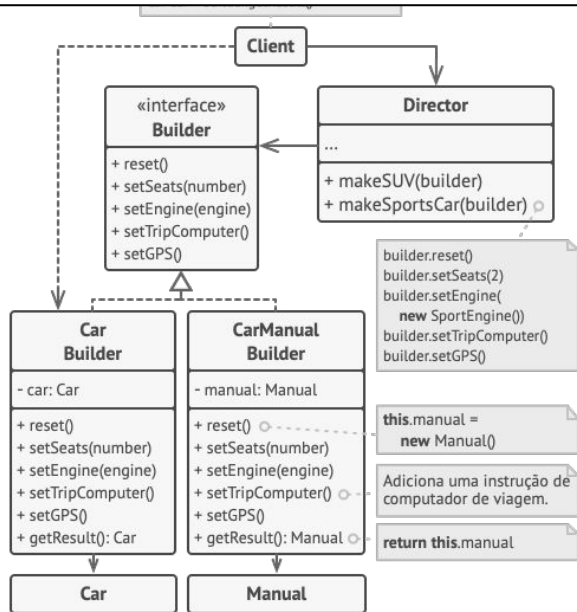 Client
«interface»
Builder
+ reset()
+ setSeats(number)
+ setEngine(engine)
+ setTripComputer()
+ setGPS()
Director
...
+ makeSUV(builder)
+ makeSportsCar(builder)
builder.reset()
builder.setSeats(2)
builder.setEngine(
new SportEngine())
builder.setTripComputer()
builder.setGPS()
Car
Builder
- car: Car
+ reset()
+ setSeats(number)
+ setEngine(engine)
+ setTripComputer()
+ setGPS()
+ getResult(): Car
CarManual
Builder
- manual: Manual
+ reset()
+ setSeats(number)
+ setEngine(engine)
+ setTripComputer()
+ setGPS()
+ getResult(): Manual
this.manual =
new Manual()
Adiciona uma instrução de
computador de viagem.
return this.manual
Car
Manual